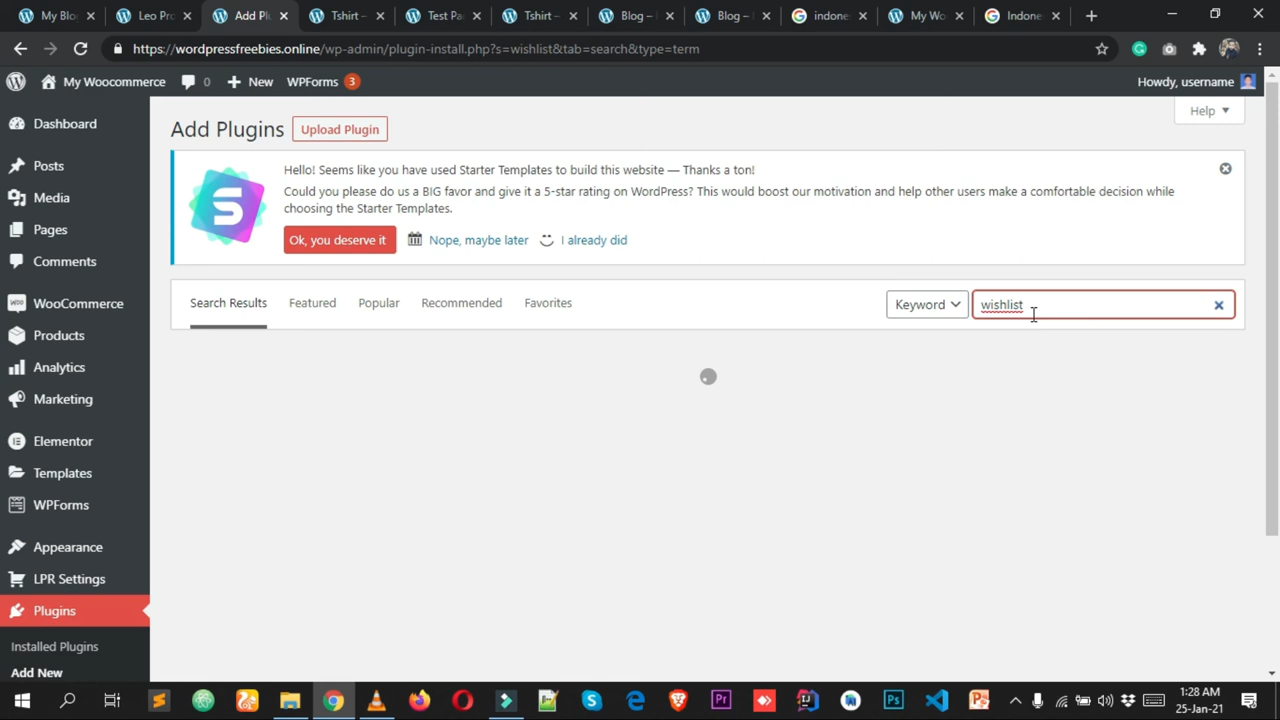 My Blo
Leo Pro
Add Plu
Tshirt –
Test Pa
Tshirt –
Blog –
Blog –
indone
My Wo
Indone
https://wordpressfreebies.online/wp-admin/plugin-install.php?s=wishlist&tab=search&type=term
My Woocommerce 0 New WPForms 3 Howdy, username
Help
Dashboard
Posts
Media
Pages
Comments
WooCommerce
Products
Analytics
Marketing
Elementor
Templates
WPForms
Appearance
LPR Settings
Plugins
Installed Plugins
Add New
Add Plugins Upload Plugin
Hello! Seems like you have used Starter Templates to build this website — Thanks a ton!
Could you please do us a BIG favor and give it a 5-star rating on WordPress? This would boost our motivation and help other users make a comfortable decision while
choosing the Starter Templates.
Ok, you deserve it Nope, maybe later I already did
Search Results Featured Popular Recommended Favorites Keyword wishlist
1:28 AM
25-Jan-21